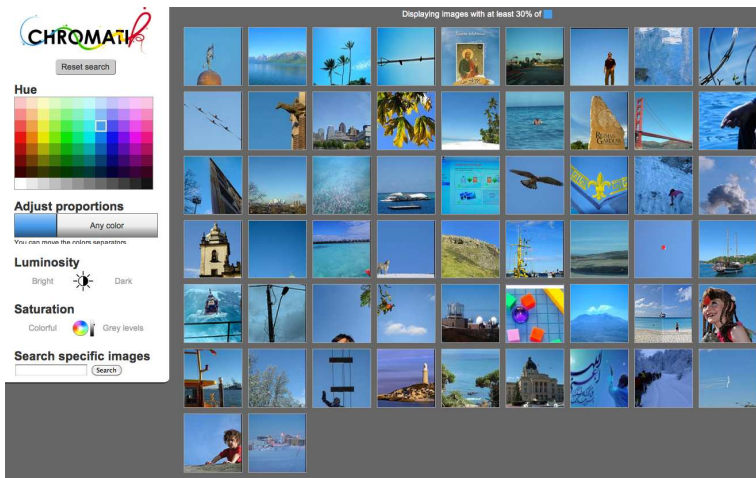 CHROMATIK
Reset search
Hue
Adjust proportions
Any color
You can move the colors separators
Luminosity
Bright
Dark
Saturation
Colorful
Grey levels
Search specific images
Search
Displaying images with at least 30% of